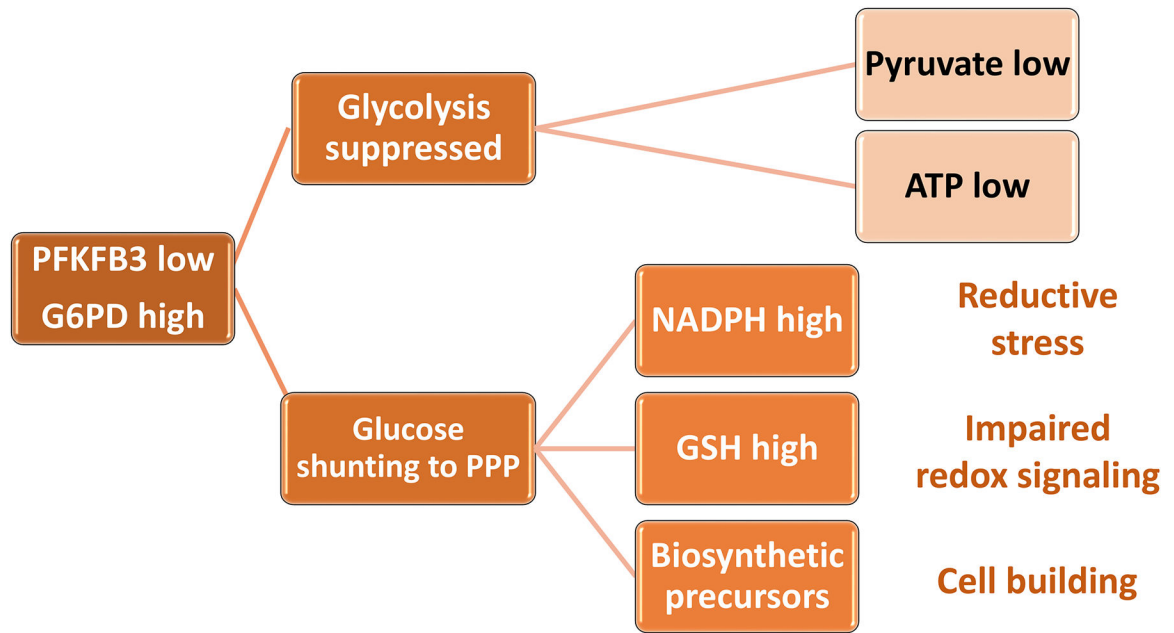 PFKFB3 low
G6PD high
Glycolysis
suppressed
Pyruvate low
ATP low
Glucose
shunting to PPP
NADPH high
Reductive
stress
GSH high
Impaired
redox signaling
Biosynthetic
precursors
Cell building